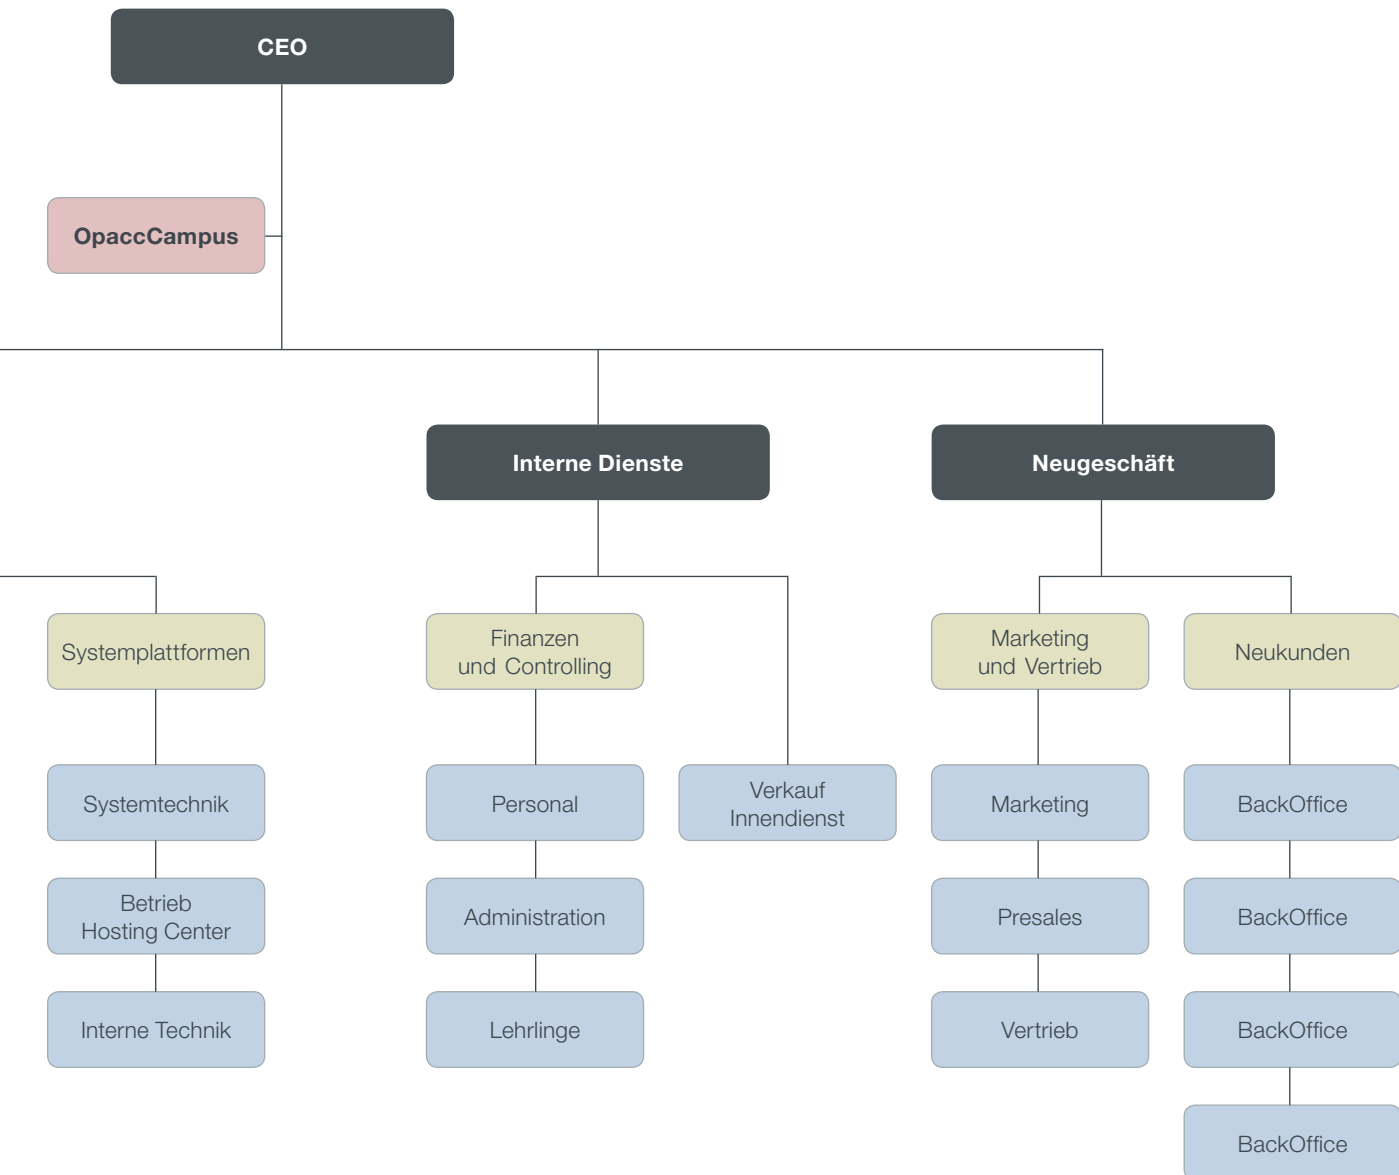 CEO
OpaccCampus
Interne Dienste
Neugeschäft
Systemplattformen
Finanzen
und Controlling
Marketing
und Vertrieb
Neukunden
Systemtechnik
Personal
Verkauf
Innendienst
Marketing
BackOffice
Betrieb
Hosting Center
Administration
Presales
BackOffice
Interne Technik
Lehrlinge
Vertrieb
BackOffice
BackOffice